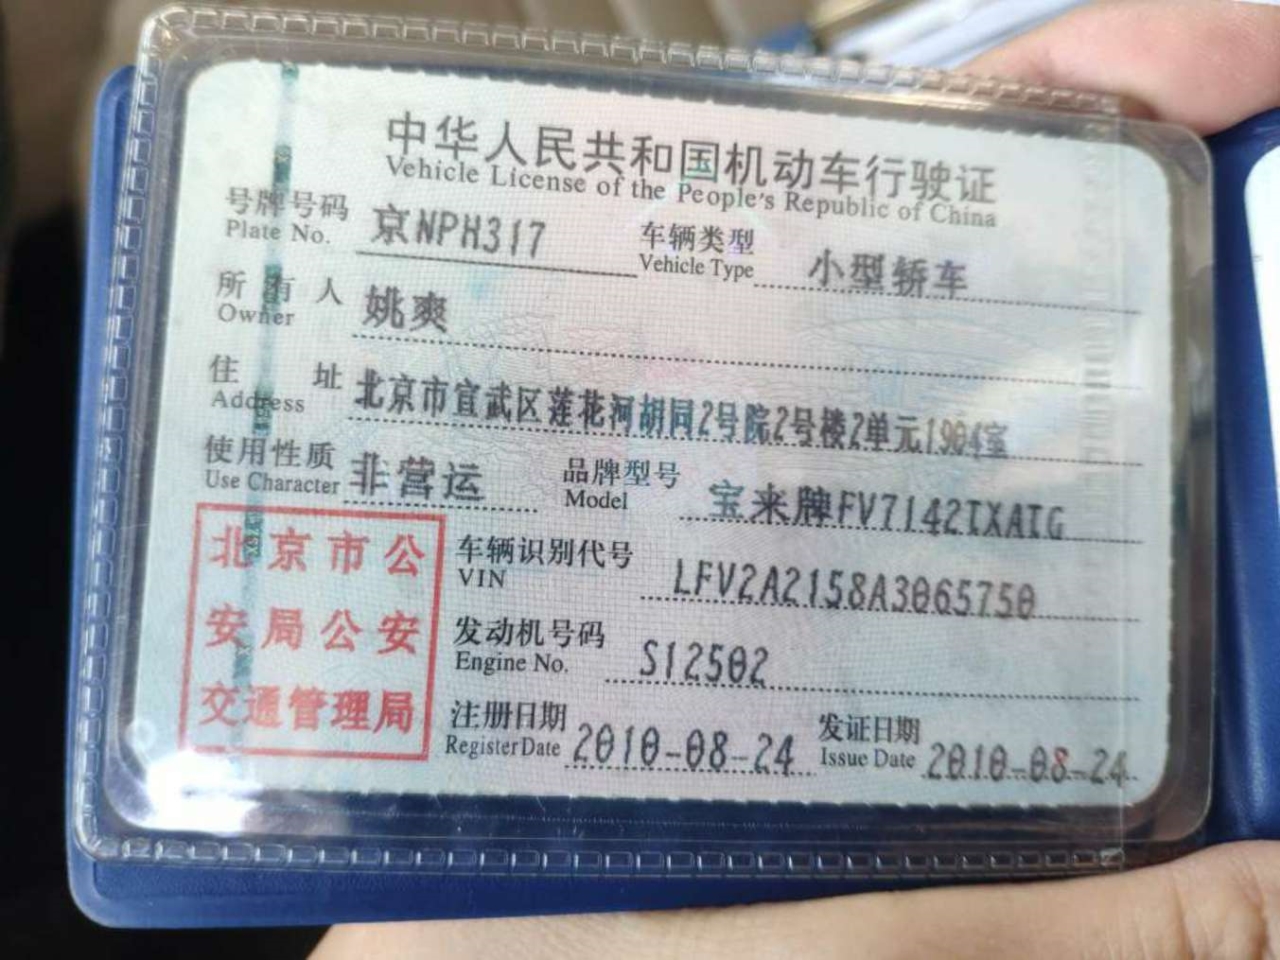 中华人民共和国机动车行驶证
Vehicle License of the People's Republic of China
号牌号码 京NPH317 车辆类型 小型轿车
Plate No. Vehicle Type
所有人 姚爽
Owner
住址 北京市宣武区莲花河胡同2号院2号楼2单元1904室
Address
使用性质 非营运 品牌型号 宝来牌FV7142IXATG
Use Character Model
北京市公
安局公安
交通管理局
车辆识别代号 LFV2A2158A3065750
VIN
发动机号码 S12502
Engine No.
注册日期 2010-08-24 发证日期 2010-08-24
Register Date Issue Date